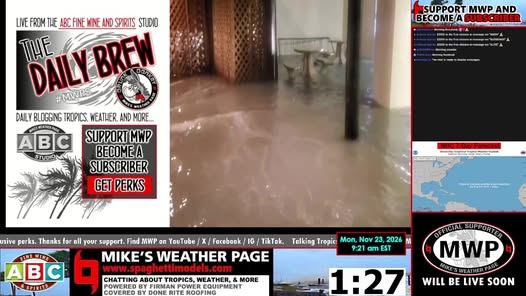 LIVE FROM THE ABC FINE WINE AND SPIRITS STUDIO
THE
DAILY BREW
#MWPS
DAILY BLOGGING TROPICS, WEATHER, AND MORE...
ABC
STUDIO
SUPPORT MWP
BECOME A
SUBSCRIBER
GET PERKS
SUPPORT MWP AND
BECOME A SUBSCRIBER
OFFICIAL SUPPORTER
MWP
MIKE'S WEATHER PAGE
WILL BE LIVE SOON
usive perks. Thanks for all your support. Find MWP on YouTube / X / Facebook / IG / TikTok.
Talking Tropic
Mon, Nov 23, 2026
9:21 am EST
FINE WINE
ABC
& SPIRITS
MIKE'S WEATHER PAGE
www.spaghettimodels.com
CHATTING ABOUT TROPICS, WEATHER, & MORE
POWERED BY FIRMAN POWER EQUIPMENT
COVERED BY DONE RITE ROOFING
1:27